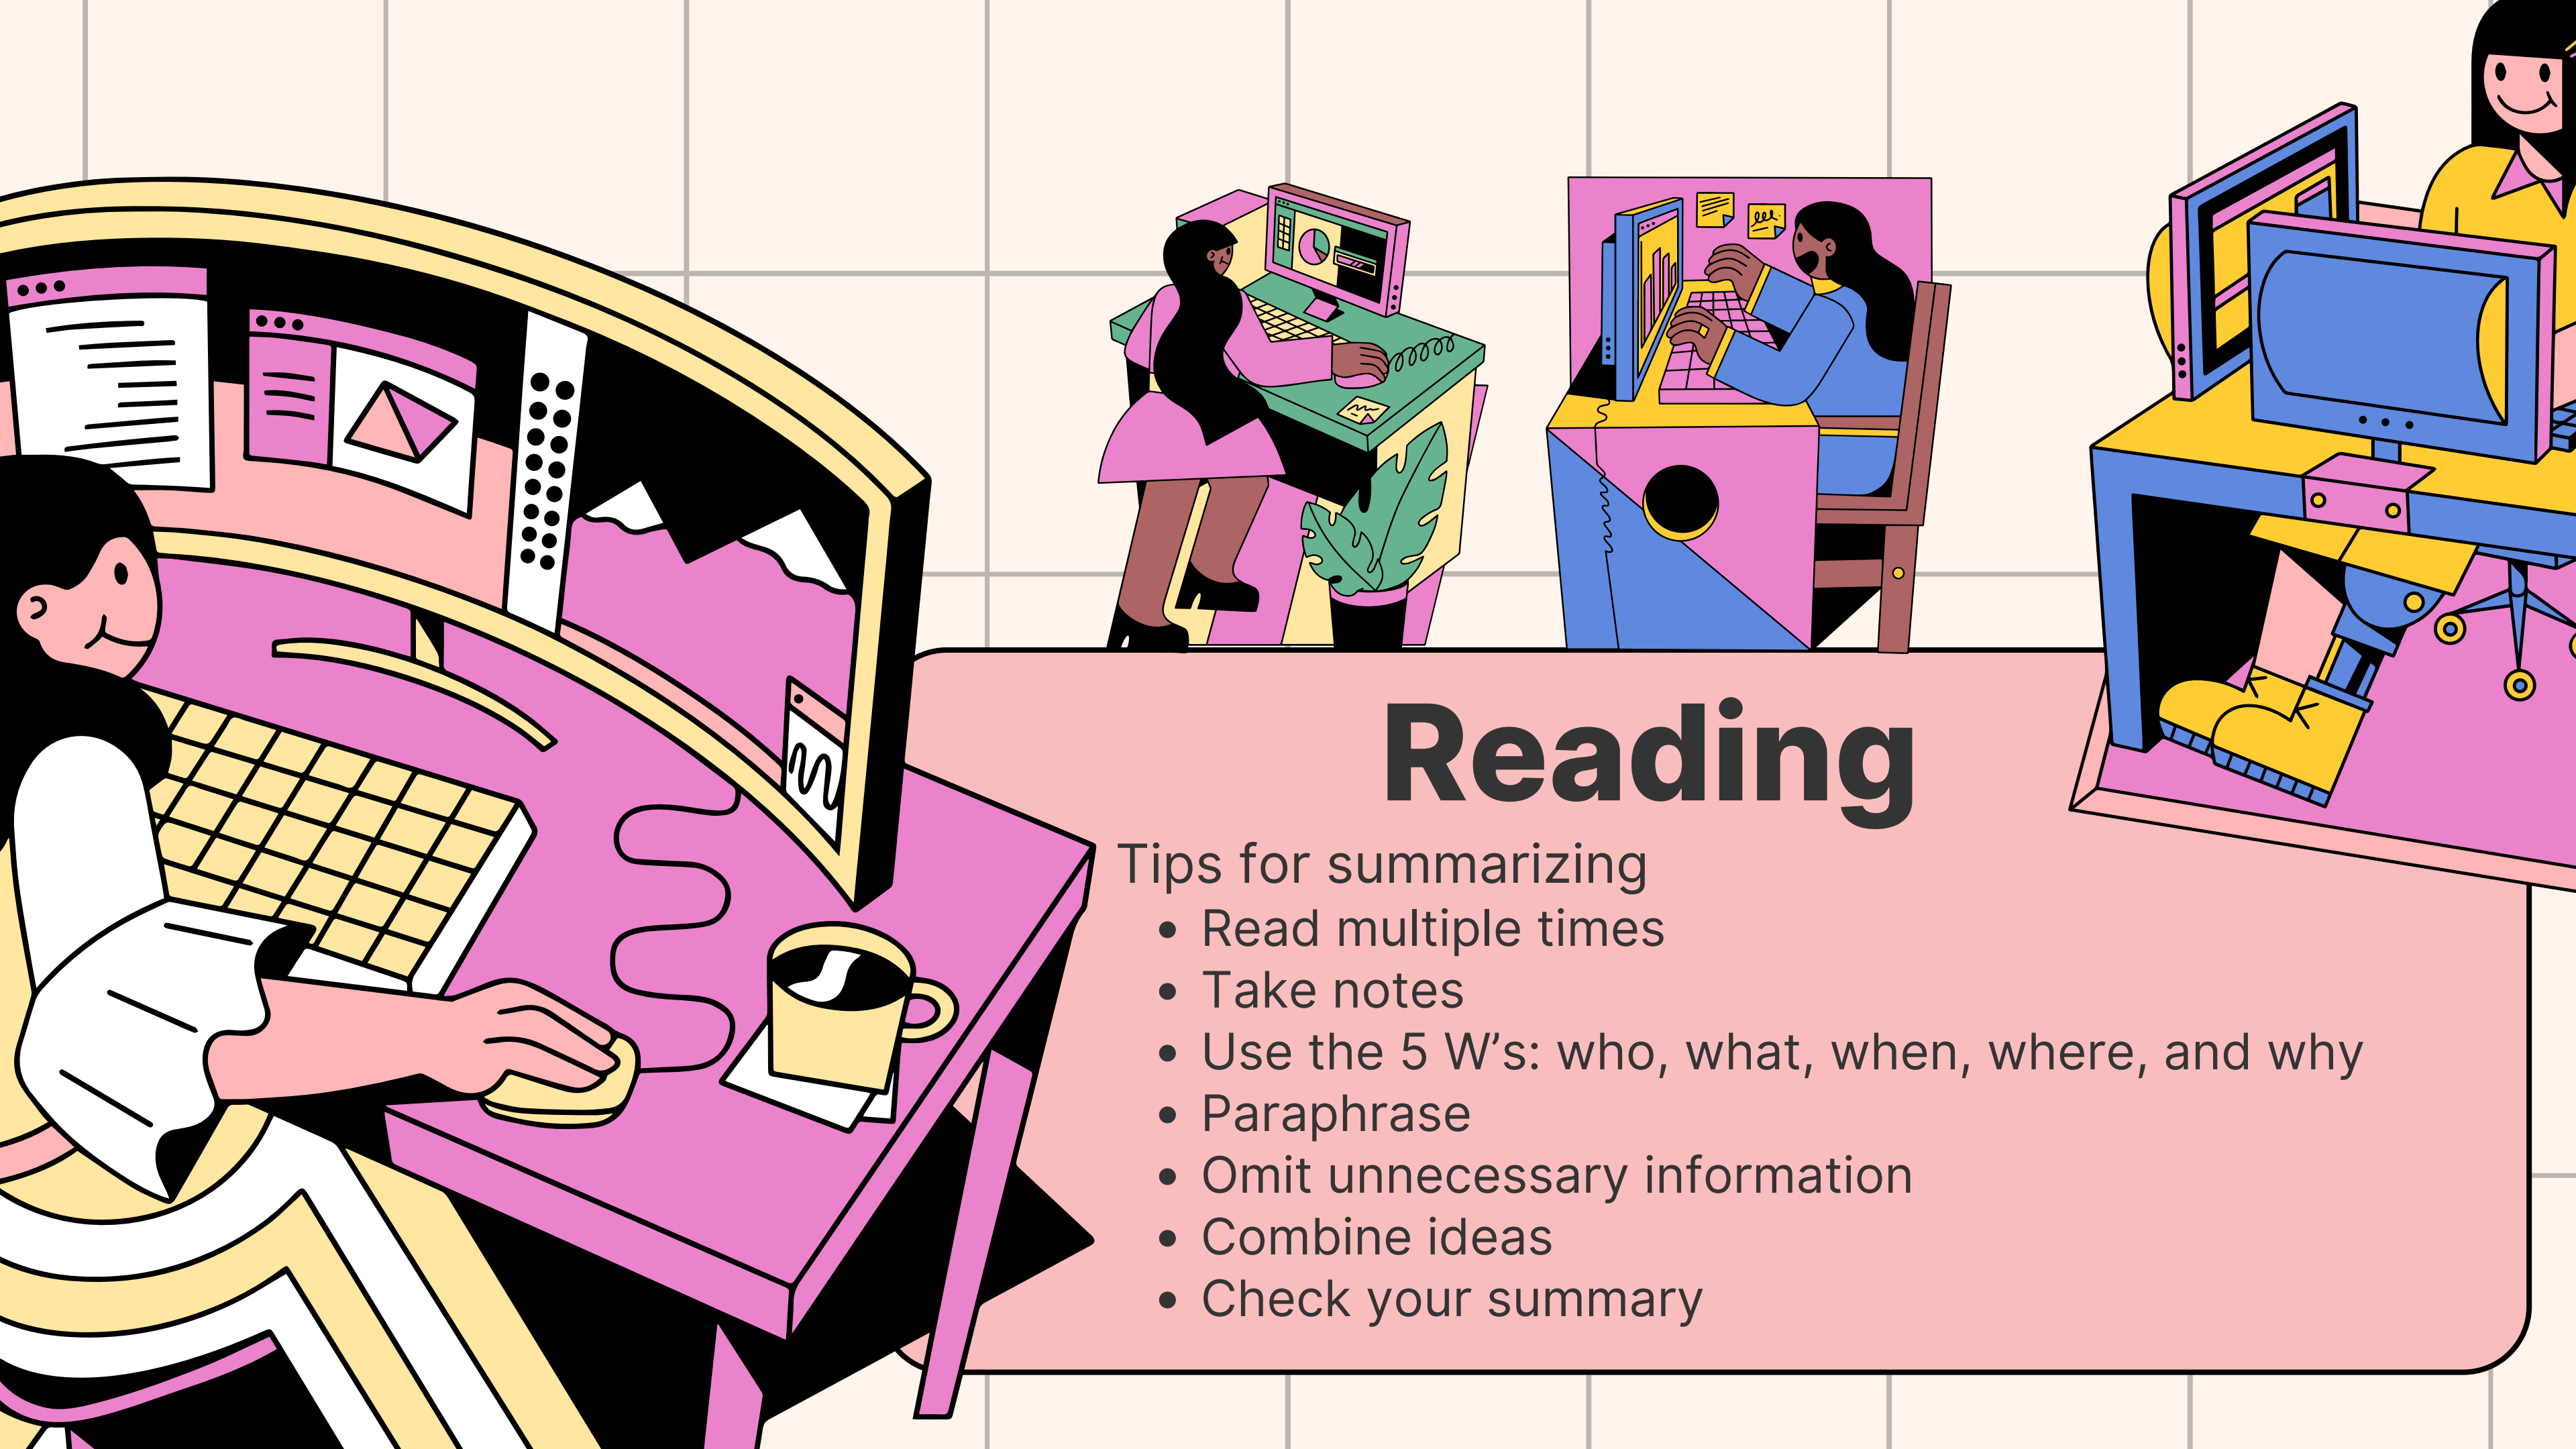 Reading
Tips for summarizing
• Read multiple times
• Take notes
• Use the 5 W’s: who, what, when, where, and why
• Paraphrase
• Omit unnecessary information
• Combine ideas
• Check your summary